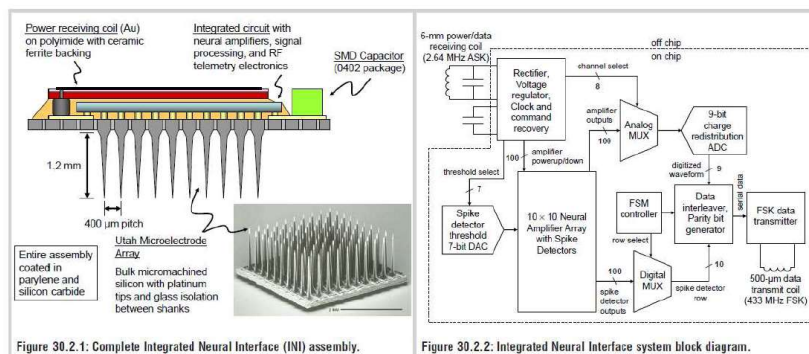 Power receiving coil (Au)
on polyimide with ceramic
ferrite backing
Integrated circuit with
neural amplifiers, signal
processing, and RF
telemetry electronics
SMD Capacitor
(0402 package)
1.2 mm
400 µm pitch
Utah Microelectrode
Array
Bulk micromachined
silicon with platinum
tips and glass isolation
between shanks
Entire assembly
coated in
parylene and
silicon carbide
Figure 30.2.1: Complete Integrated Neural Interface (INI) assembly.
6-mm power/data
receiving coil
(2.64 MHz ASK)
off chip
on chip
Rectifier,
Voltage
regulator,
Clock and
command
recovery
channel select
8
amplifier
outputs
100
Analog
MUX
9-bit
charge
redistribution
ADC
threshold select
7
100
amplifier
powerup/down
digitized
waveform
9
serial data
Spike
detector
threshold
7-bit DAC
10 × 10 Neural
Amplifier Array
with Spike
Detectors
FSM
controller
Data
interleaver,
Parity bit
generator
FSK data
transmitter
row select
100
spike detector
outputs
Digital
MUX
10
spike detector
row
500-µm data
transmit coil
(433 MHz FSK)
Figure 30.2.2: Integrated Neural Interface system block diagram.